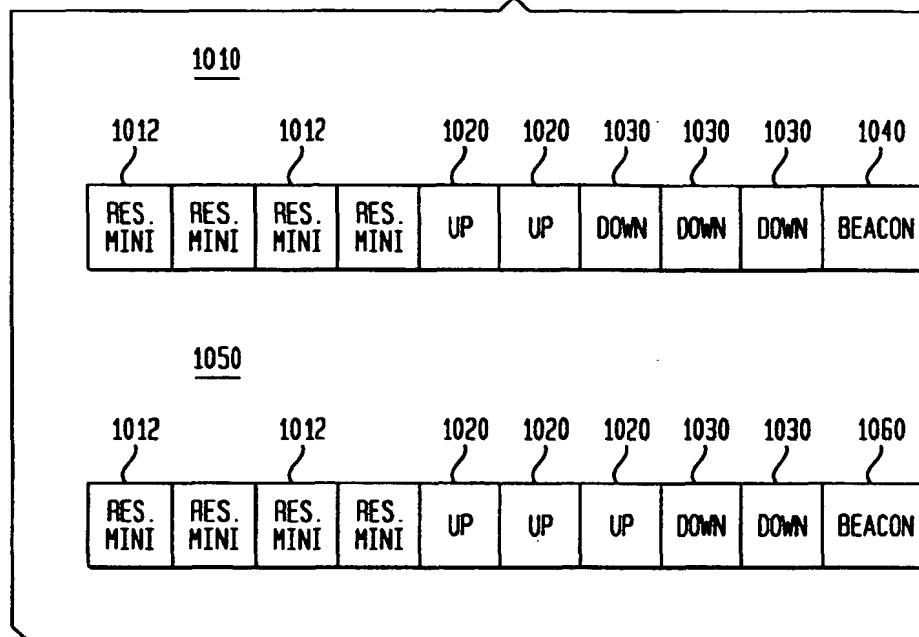 1010
1012 1012 1020 1020 1030 1030 1030 1040
RES. RES. RES. RES. UP UP DOWN DOWN DOWN BEACON
MINI MINI MINI MINI
1050
1012 1012 1020 1020 1020 1030 1030 1060
RES. RES. RES. RES. UP UP UP DOWN DOWN BEACON
MINI MINI MINI MINI